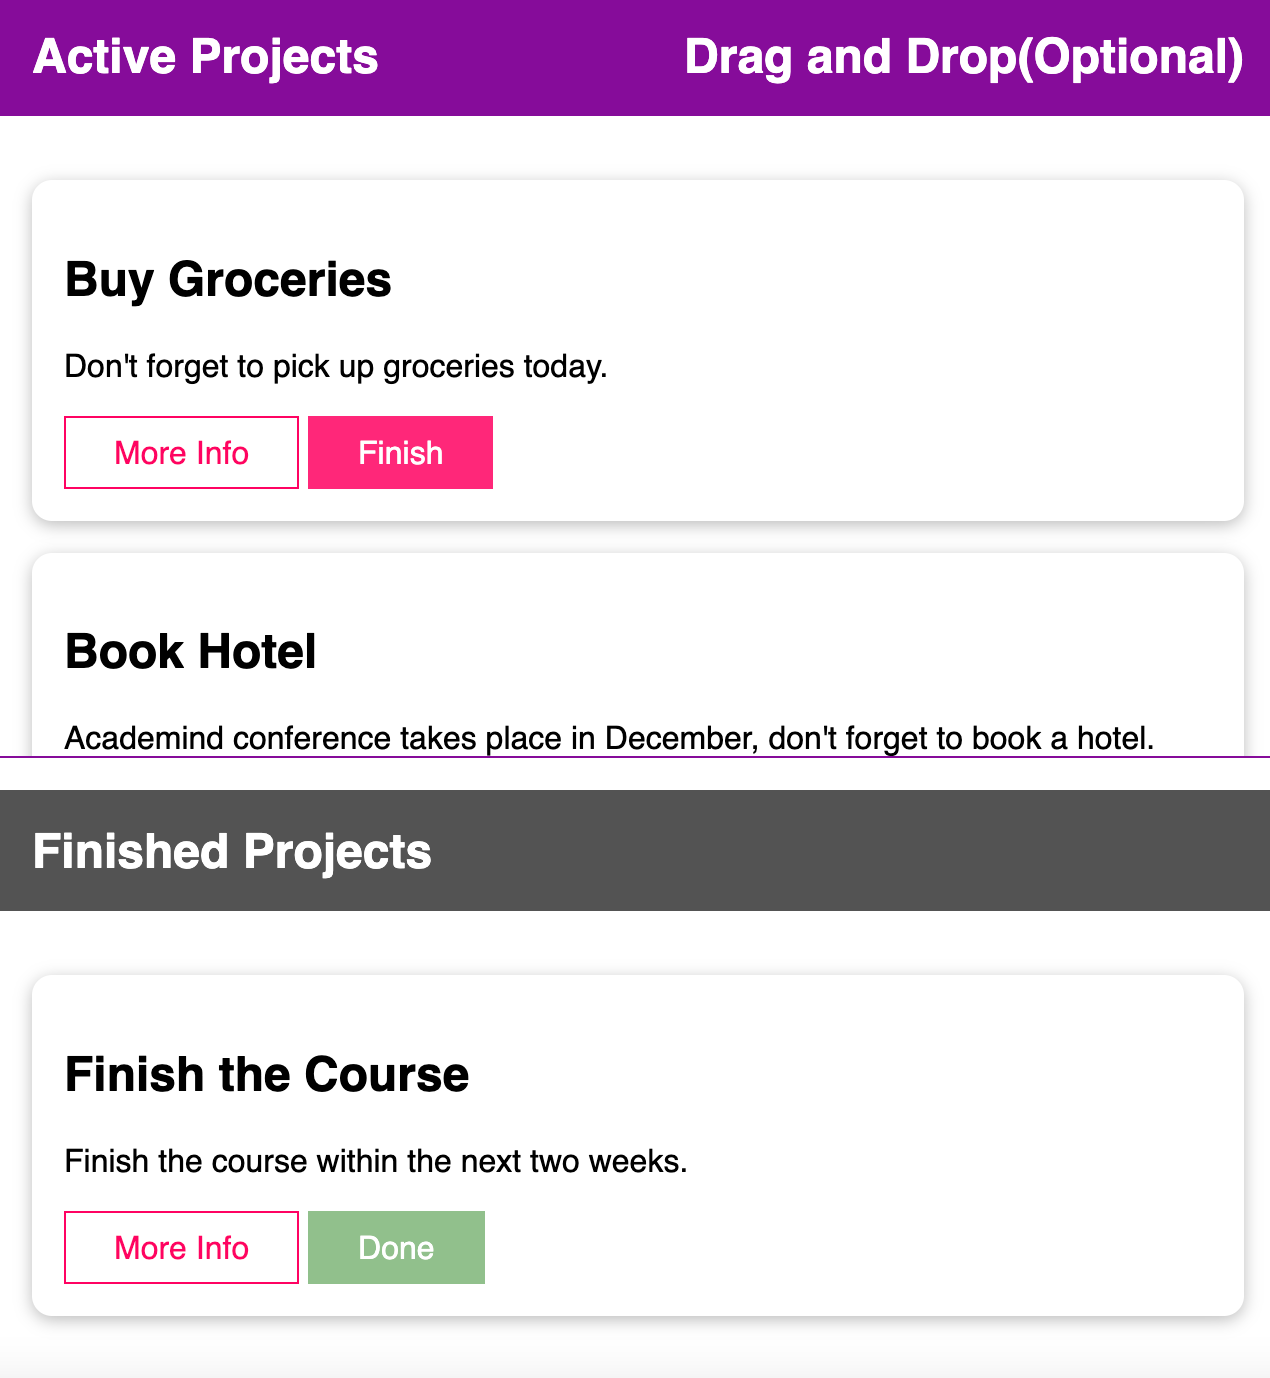 Active Projects
Drag and Drop(Optional)
Buy Groceries
Don't forget to pick up groceries today.
More Info
Finish
Book Hotel
Academind conference takes place in December, don't forget to book a hotel.
Finished Projects
Finish the Course
Finish the course within the next two weeks.
More Info
Done